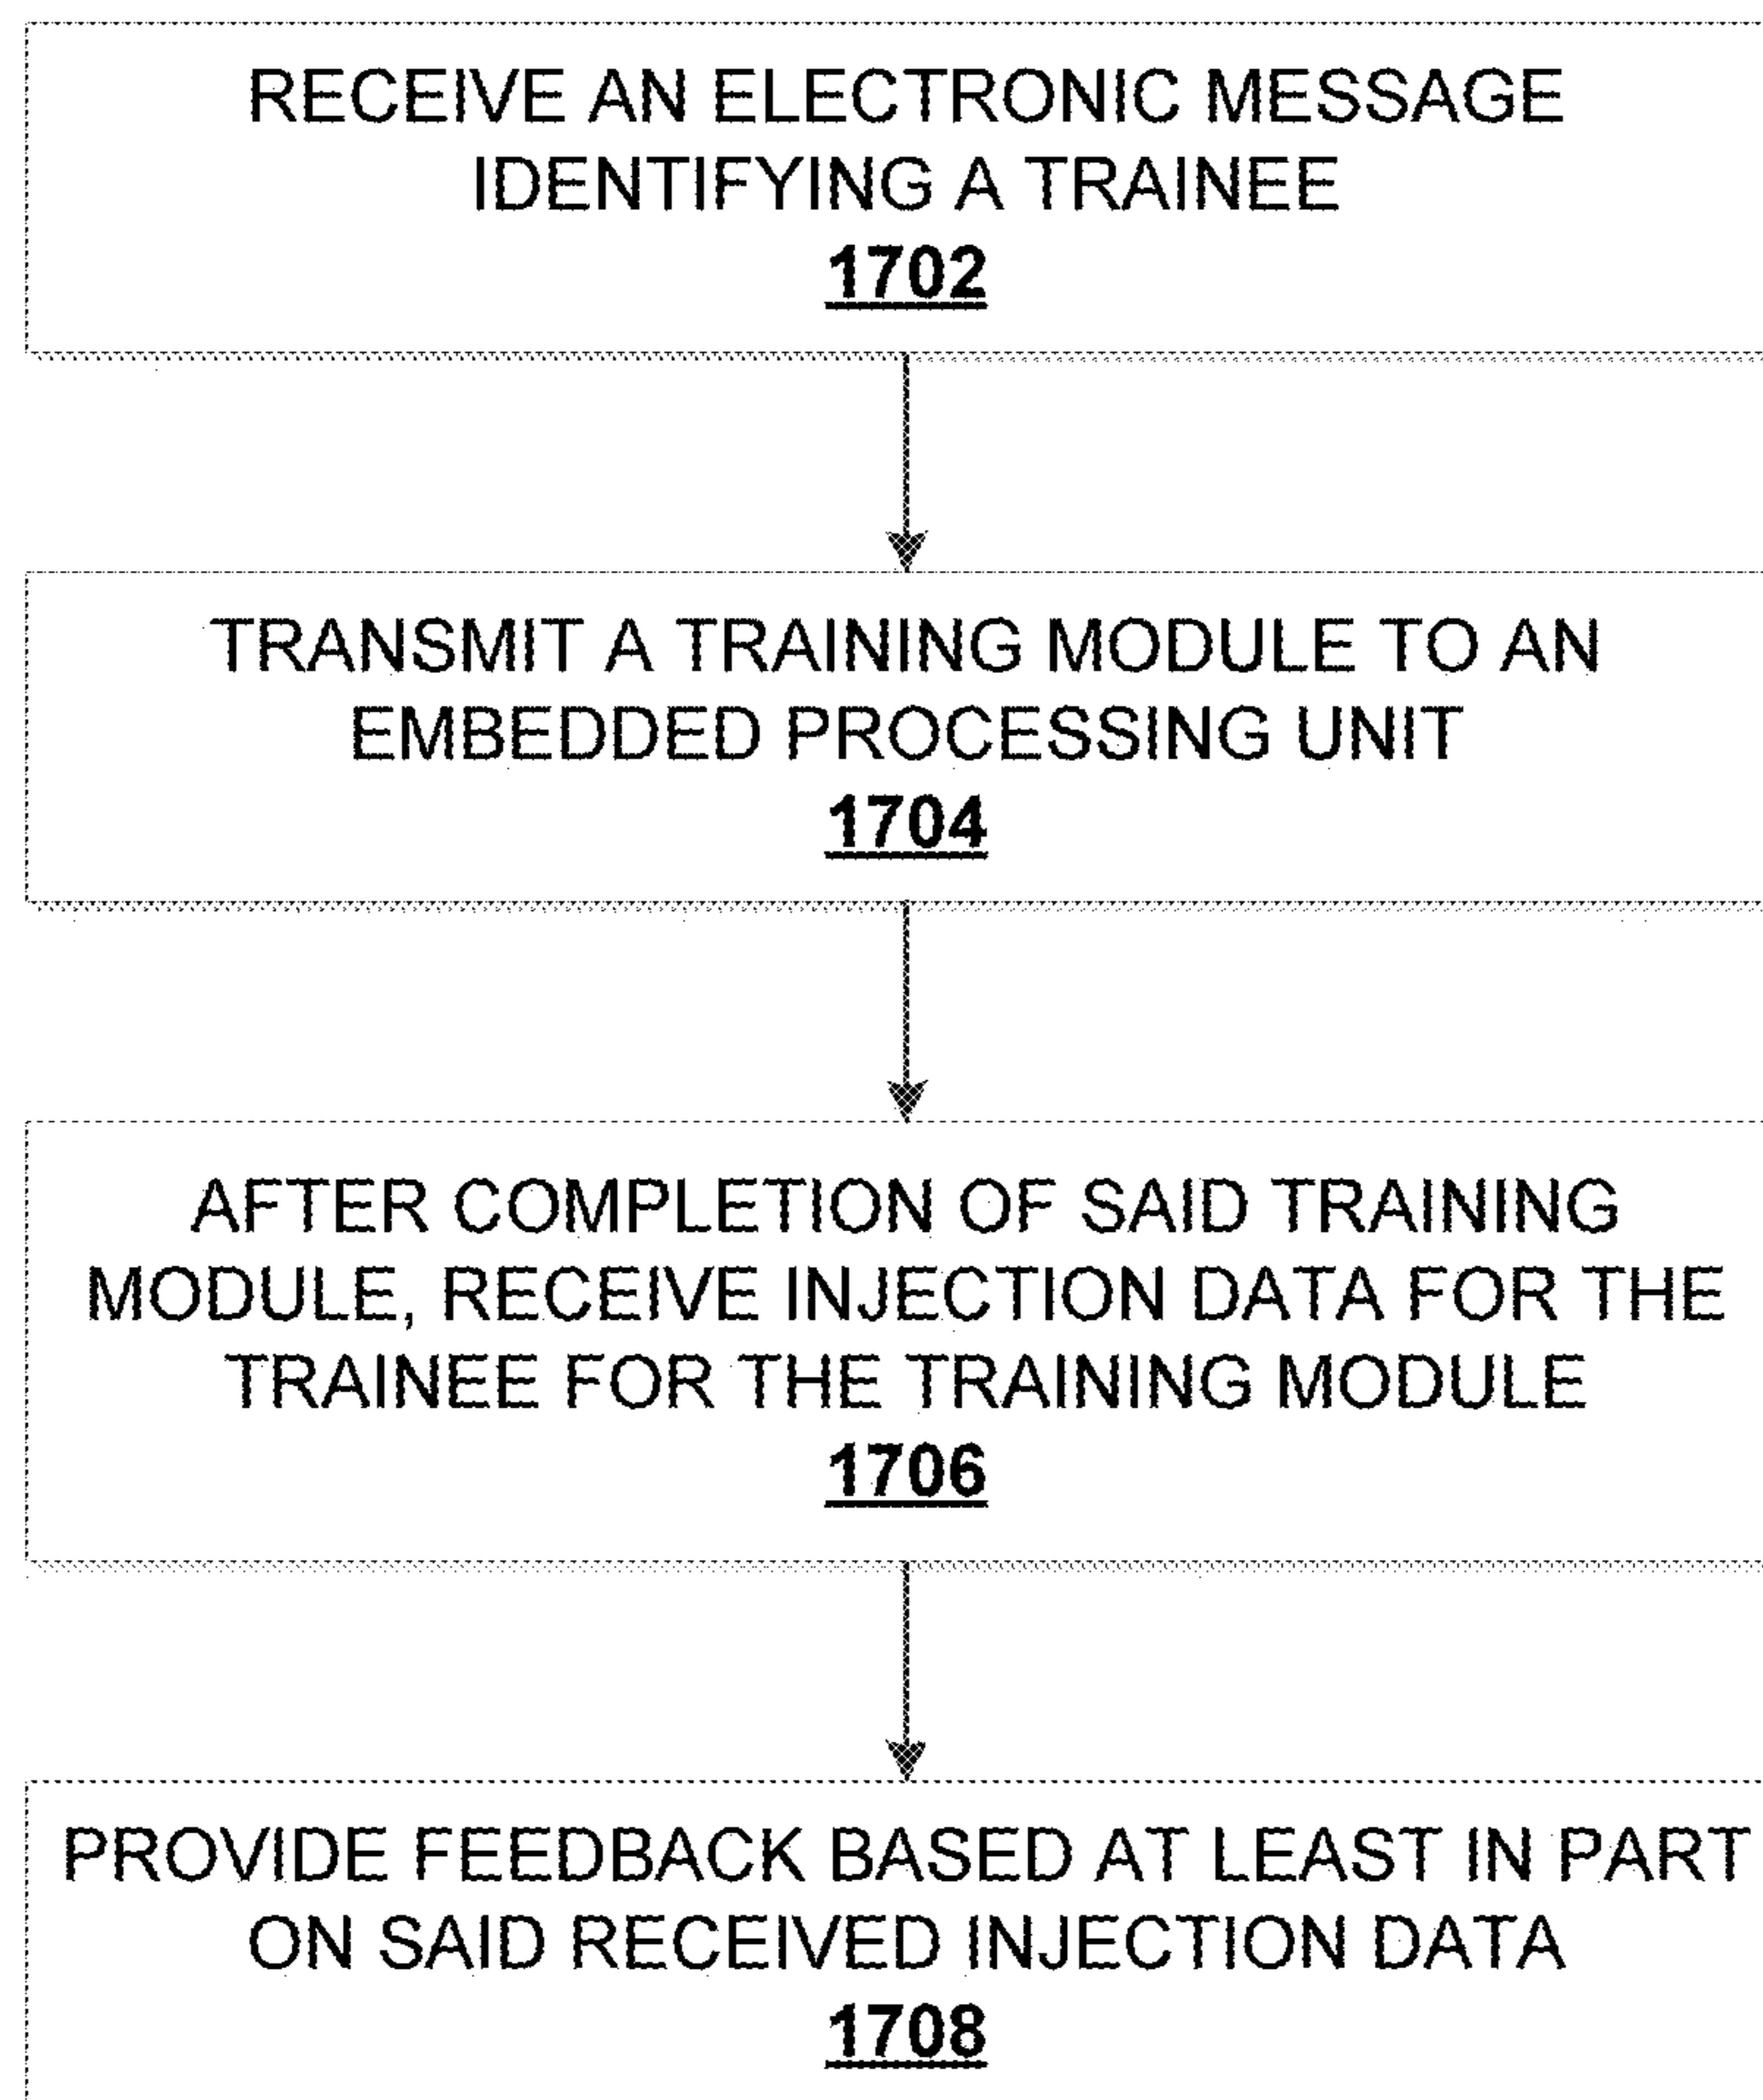 RECEIVE AN ELECTRONIC MESSAGE
IDENTIFYING A TRAINEE
1702
TRANSMIT A TRAINING MODULE TO AN
EMBEDDED PROCESSING UNIT
1704
AFTER COMPLETION OF SAID TRAINING
MODULE, RECEIVE INJECTION DATA FOR THE
TRAINEE FOR THE TRAINING MODULE
1706
PROVIDE FEEDBACK BASED AT LEAST IN PART
ON SAID RECEIVED INJECTION DATA
1708